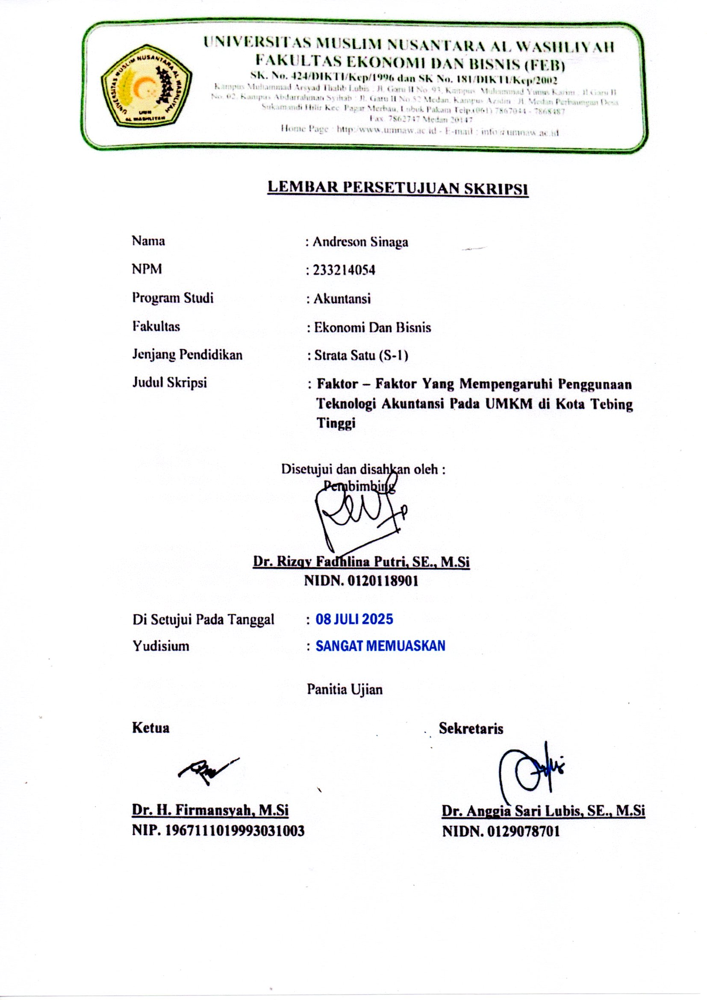 UNIVERSITAS MUSLIM NUSANTARA AL WASHLIYAH
FAKULTAS EKONOMI DAN BISNIS (FEB)
SK. No. 424/DIKTI/Kep/1996 dan SK No. 181/DIKTI/Kep/2002
Kampus Muhammad Arsyad Thalib Lubis : Jl. Garu II No. 93, Kampus Muhammad Yunus Karim : Jl Garu II
No. 02, Kampus Abdurrahman Syihab : Jl. Garu II No.52 Medan, Kampus Azidin : Jl. Medan Perbaungan Desa
Sukamandi Hilir Kec. Pagar Merbau, Lubuk Pakam Telp.(061) 7867044 - 7868487
Fax. 7862747 Medan 20147
Home Page : http:/www.umnaw.ac.id - E-mail : info@umnaw.ac.id
UNIVERSITAS MUSLIM NUSANTARA AL WASHLIYAH
UMN
AL WASHLIYAH
LEMBAR PERSETUJUAN SKRIPSI
Nama : Andreson Sinaga
NPM : 233214054
Program Studi : Akuntansi
Fakultas : Ekonomi Dan Bisnis
Jenjang Pendidikan : Strata Satu (S-1)
Judul Skripsi : Faktor – Faktor Yang Mempengaruhi Penggunaan
Teknologi Akuntansi Pada UMKM di Kota Tebing
Tinggi
Disetujui dan disahkan oleh :
Pembimbing
Dr. Rizqy Fadhlina Putri, SE., M.Si
NIDN. 0120118901
Di Setujui Pada Tanggal : 08 JULI 2025
Yudisium : SANGAT MEMUASKAN
Panitia Ujian
Ketua Sekretaris
Dr. H. Firmansyah, M.Si Dr. Anggia Sari Lubis, SE., M.Si
NIP. 1967111019993031003 NIDN. 0129078701